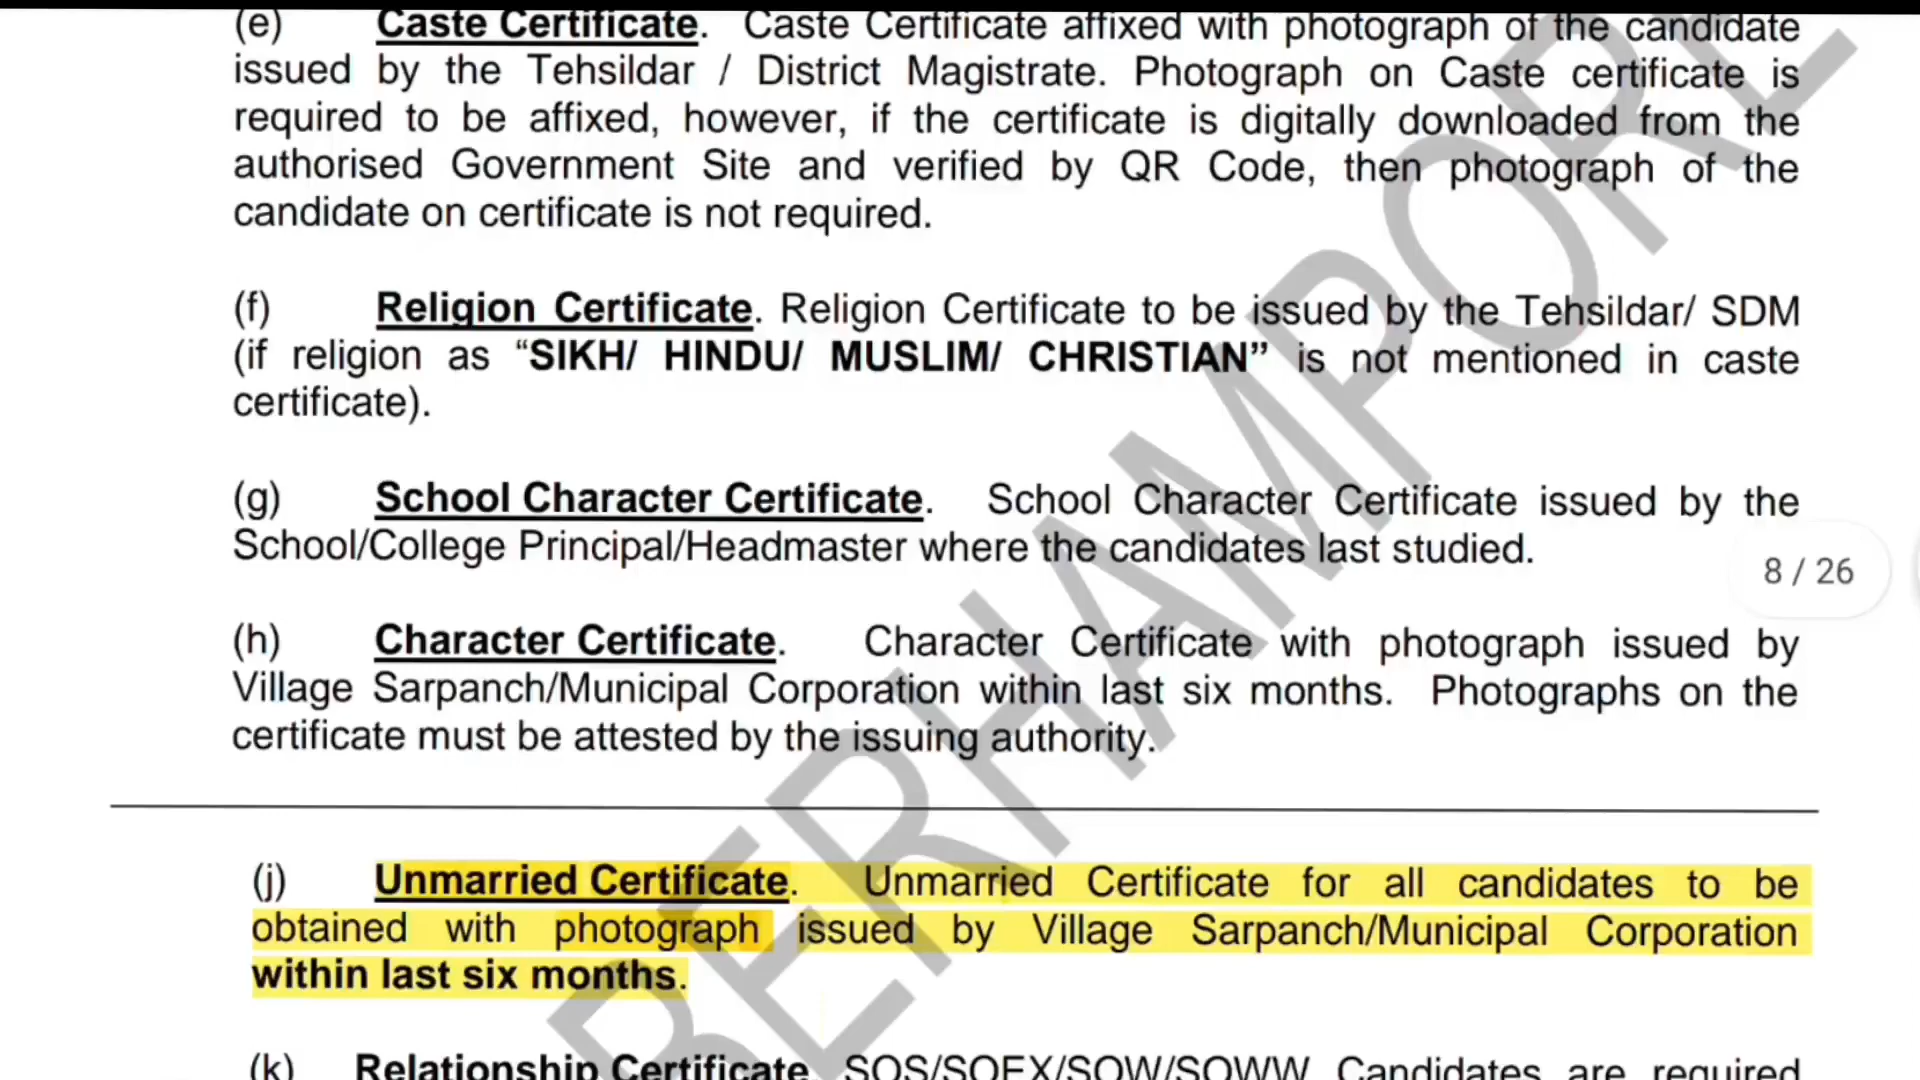 (e) Caste Certificate. Caste Certificate affixed with photograph of the candidate
issued by the Tehsildar / District Magistrate. Photograph on Caste certificate is
required to be affixed, however, if the certificate is digitally downloaded from the
authorised Government Site and verified by QR Code, then photograph of the
candidate on certificate is not required.
(f) Religion Certificate. Religion Certificate to be issued by the Tehsildar/ SDM
(if religion as “SIKH/ HINDU/ MUSLIM/ CHRISTIAN” is not mentioned in caste
certificate).
(g) School Character Certificate. School Character Certificate issued by the
School/College Principal/Headmaster where the candidates last studied.
8 / 26
(h) Character Certificate. Character Certificate with photograph issued by
Village Sarpanch/Municipal Corporation within last six months. Photographs on the
certificate must be attested by the issuing authority.
(j) Unmarried Certificate. Unmarried Certificate for all candidates to be
obtained with photograph issued by Village Sarpanch/Municipal Corporation
within last six months.
(k) Relationship Certificate. SOS/SOEX/SOW/SOWW Candidates are required
BERHAMPORE